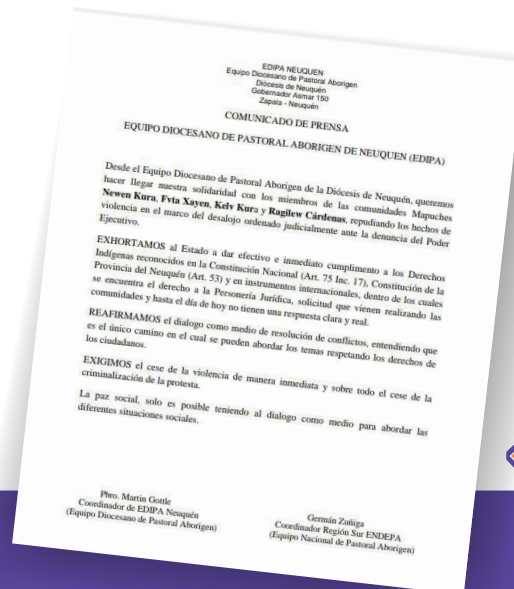 EDIPA NEUQUEN
Equipo Diocesano de Pastoral Aborigen
Diócesis de Neuquén
Gobernador Asmar 150
Zapala - Neuquén
COMUNICADO DE PRENSA
EQUIPO DIOCESANO DE PASTORAL ABORIGEN DE NEUQUEN (EDIPA)
Desde el Equipo Diocesano de Pastoral Aborigen de la Diócesis de Neuquén, queremos
hacer llegar nuestra solidaridad con los miembros de las comunidades Mapuches
Newen Kura, Fvta Xayen, Kelv Kura y Ragilew Cárdenas, repudiando los hechos de
violencia en el marco del desalojo ordenado judicialmente ante la denuncia del Poder
Ejecutivo.
EXHORTAMOS al Estado a dar efectivo e inmediato cumplimento a los Derechos
Indígenas reconocidos en la Constitución Nacional (Art. 75 Inc. 17), Constitución de la
Provincia del Neuquén (Art. 53) y en instrumentos internacionales, dentro de los cuales
se encuentra el derecho a la Personería Jurídica, solicitud que vienen realizando las
comunidades y hasta el día de hoy no tienen una respuesta clara y real.
REAFIRMAMOS el dialogo como medio de resolución de conflictos, entendiendo que
es el único camino en el cual se pueden abordar los temas respetando los derechos de
los ciudadanos.
EXIGIMOS el cese de la violencia de manera inmediata y sobre todo el cese de la
criminalización de la protesta.
La paz social, solo es posible teniendo al dialogo como medio para abordar las
diferentes situaciones sociales.
Pbro. Martin Gottle
Coordinador de EDIPA Neuquén
(Equipo Diocesano de Pastoral Aborigen)
Germán Zuñiga
Coordinador Región Sur ENDEPA
(Equipo Nacional de Pastoral Aborigen)